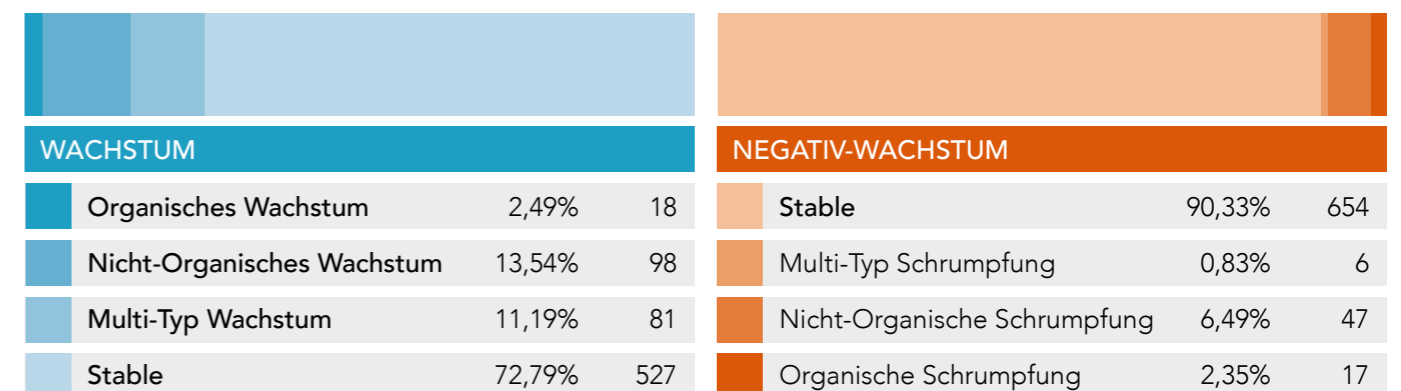 WACHSTUM
Organisches Wachstum 2,49% 18
Nicht-Organisches Wachstum 13,54% 98
Multi-Typ Wachstum 11,19% 81
Stable 72,79% 527
NEGATIV-WACHSTUM
Stable 90,33% 654
Multi-Typ Schrumpfung 0,83% 6
Nicht-Organische Schrumpfung 6,49% 47
Organische Schrumpfung 2,35% 17